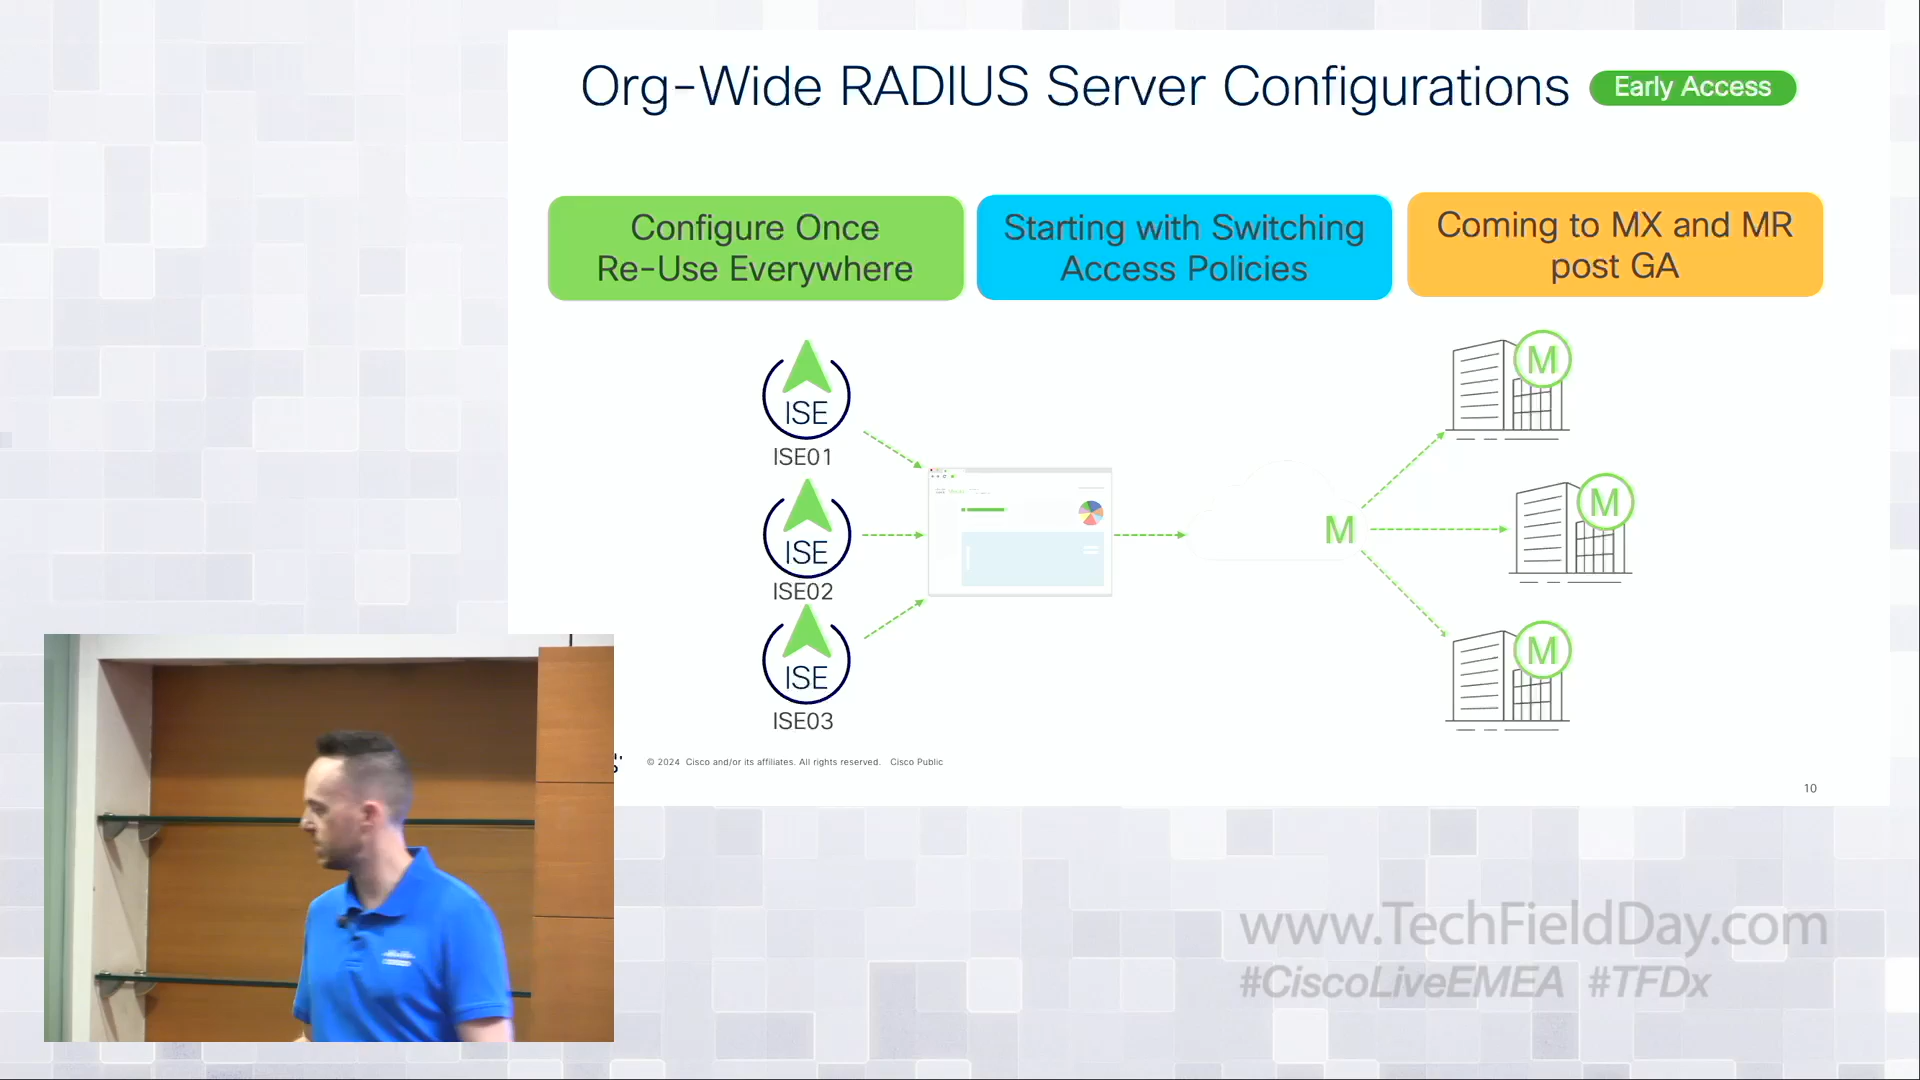 Org-Wide RADIUS Server Configurations
Early Access
Configure Once
Re-Use Everywhere
Starting with Switching
Access Policies
Coming to MX and MR
post GA
ISE
ISE01
ISE
ISE02
ISE
ISE03
M
M
M
M
© 2024 Cisco and/or its affiliates. All rights reserved. Cisco Public
10
www.TechFieldDay.com
#CiscoLiveEMEA #TFDx